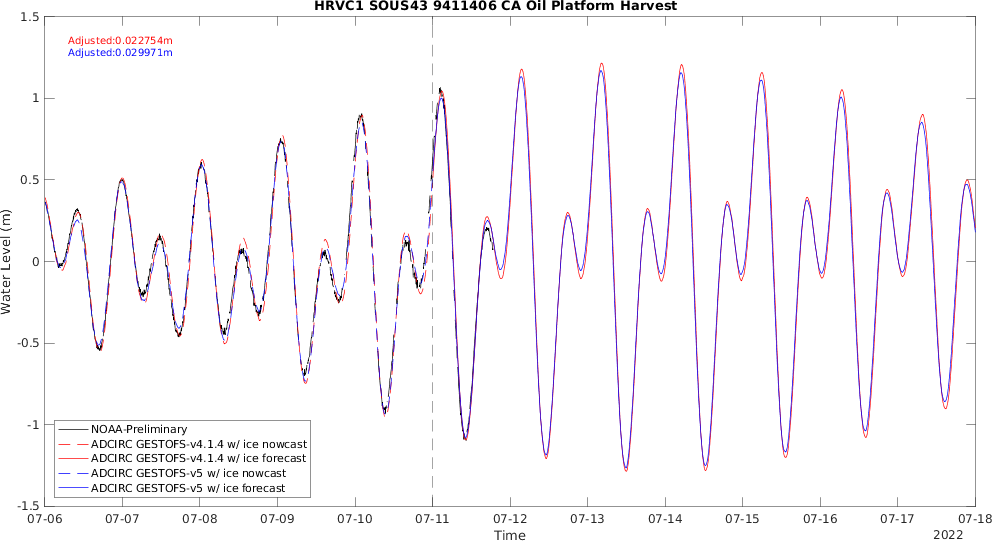 HRVC1 SOUS43 9411406 CA Oil Platform Harvest
Adjusted:0.022754m
Adjusted:0.029971m
Water Level (m)
1.5
1
0.5
0
-0.5
-1
-1.5
NOAA-Preliminary
ADCIRC GESTOFS-v4.1.4 w/ ice nowcast
ADCIRC GESTOFS-v4.1.4 w/ ice forecast
ADCIRC GESTOFS-v5 w/ ice nowcast
ADCIRC GESTOFS-v5 w/ ice forecast
07-06 07-07 07-08 07-09 07-10 07-11 07-12 07-13 07-14 07-15 07-16 07-17 07-18
Time
2022